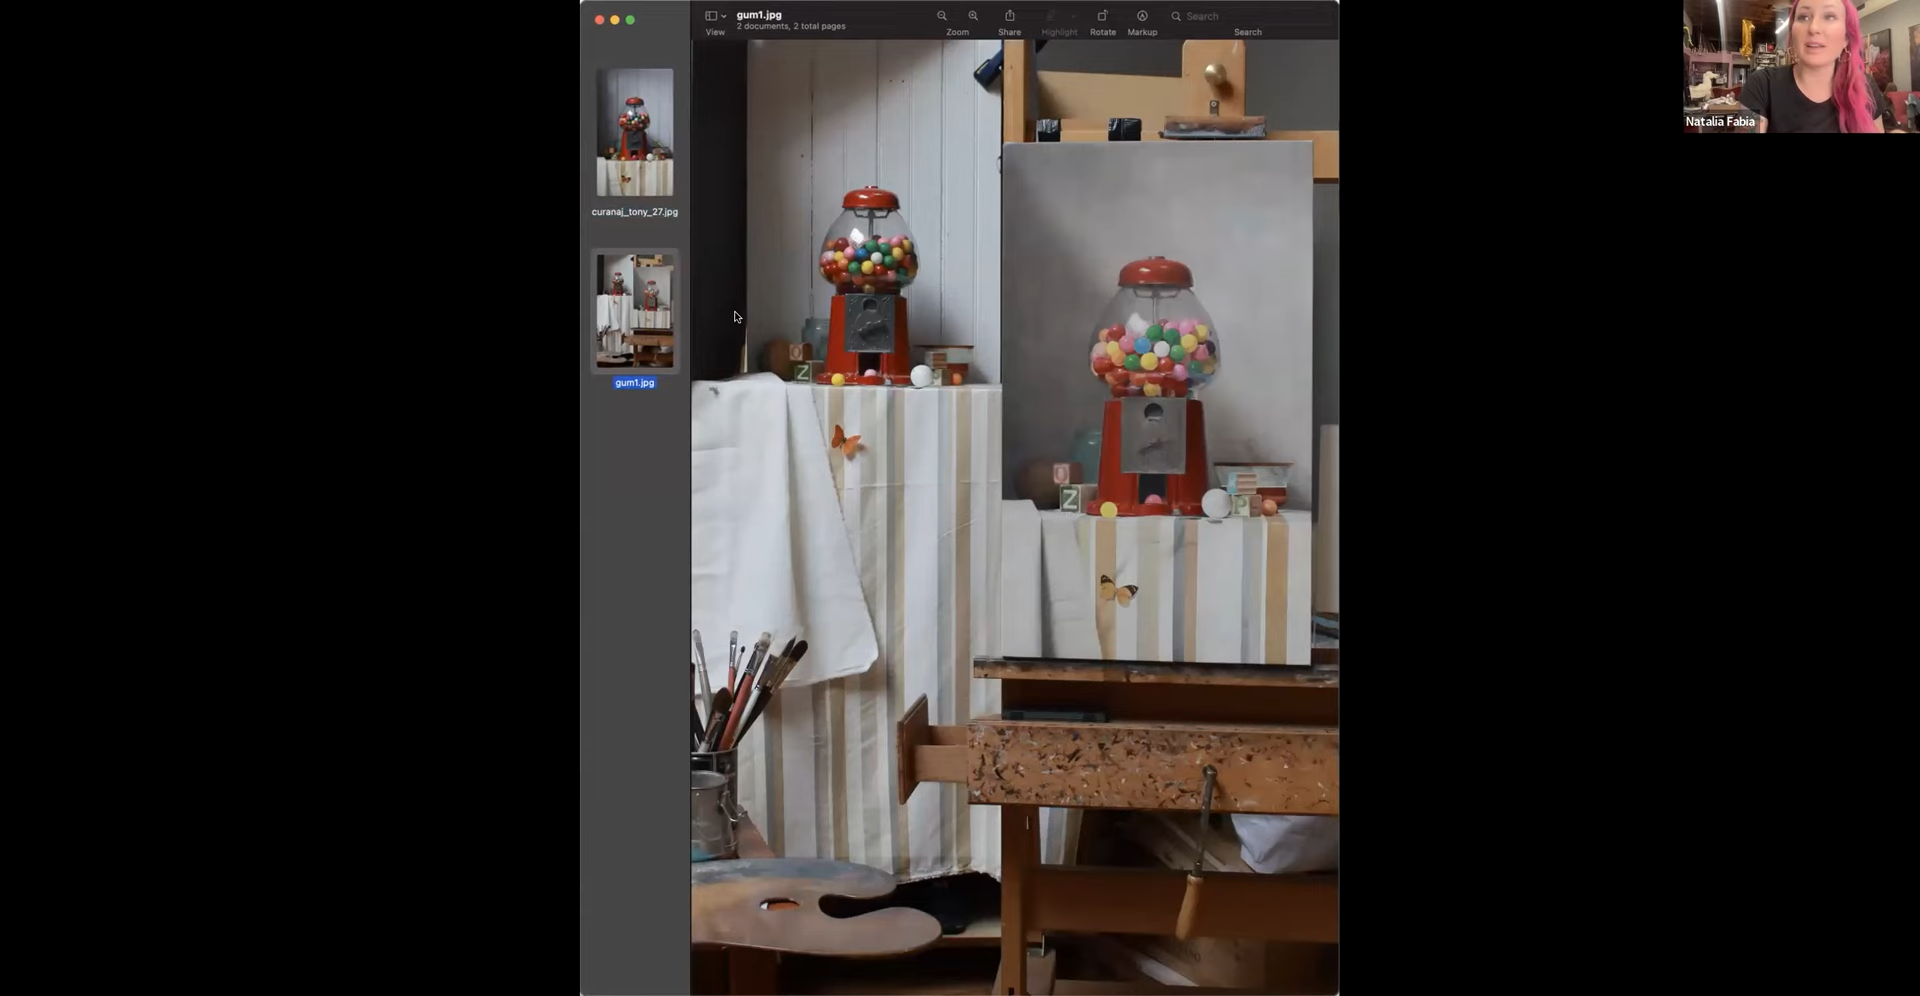 gum1.jpg
2 documents, 2 total pages
View
Zoom
Share
Highlight
Rotate
Markup
Search
Search
curanaj_tony_27.jpg
gum1.jpg
Z
Z
P
Natalia Fabia